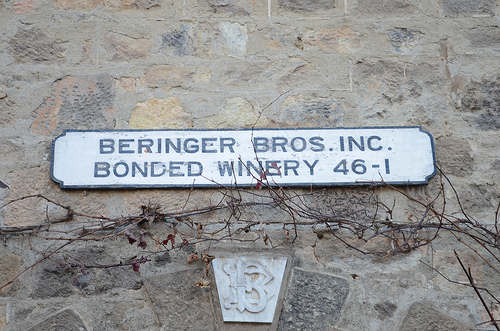 BERINGER BROS. INC.
BONDED WINERY 46-1
B